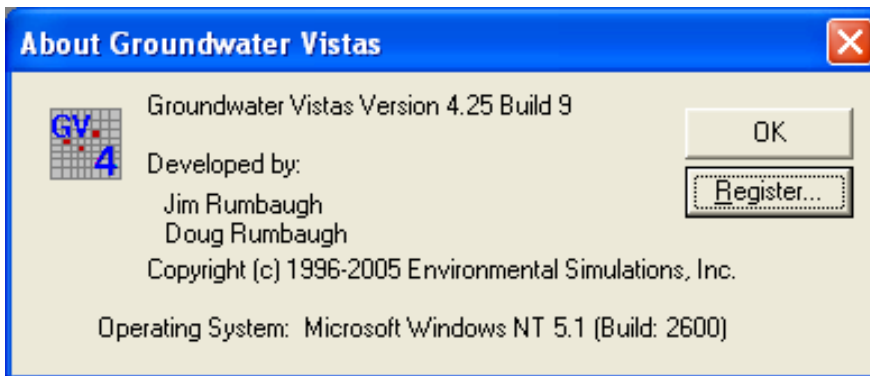 About Groundwater Vistas
GV.
4
Groundwater Vistas Version 4.25 Build 9
OK
Developed by:
Register...
Jim Rumbaugh
Doug Rumbaugh
Copyright (c) 1996-2005 Environmental Simulations, Inc.
Operating System: Microsoft Windows NT 5.1 (Build: 2600)